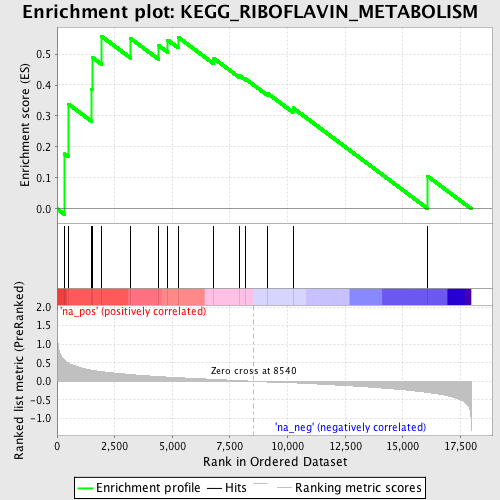 Enrichment plot: KEGG_RIBOFLAVIN_METABOLISM
Enrichment score (ES)
0.5
0.4
0.3
0.2
0.1
0.0
'na_pos' (positively correlated)
Ranked list metric (PreRanked)
2.0
1.5
1.0
0.5
0.0
-0.5
-1.0
Zero cross at 8540
'na_neg' (negatively correlated)
0 2,500 5,000 7,500 10,000 12,500 15,000 17,500
Rank in Ordered Dataset
Enrichment profile Hits Ranking metric scores